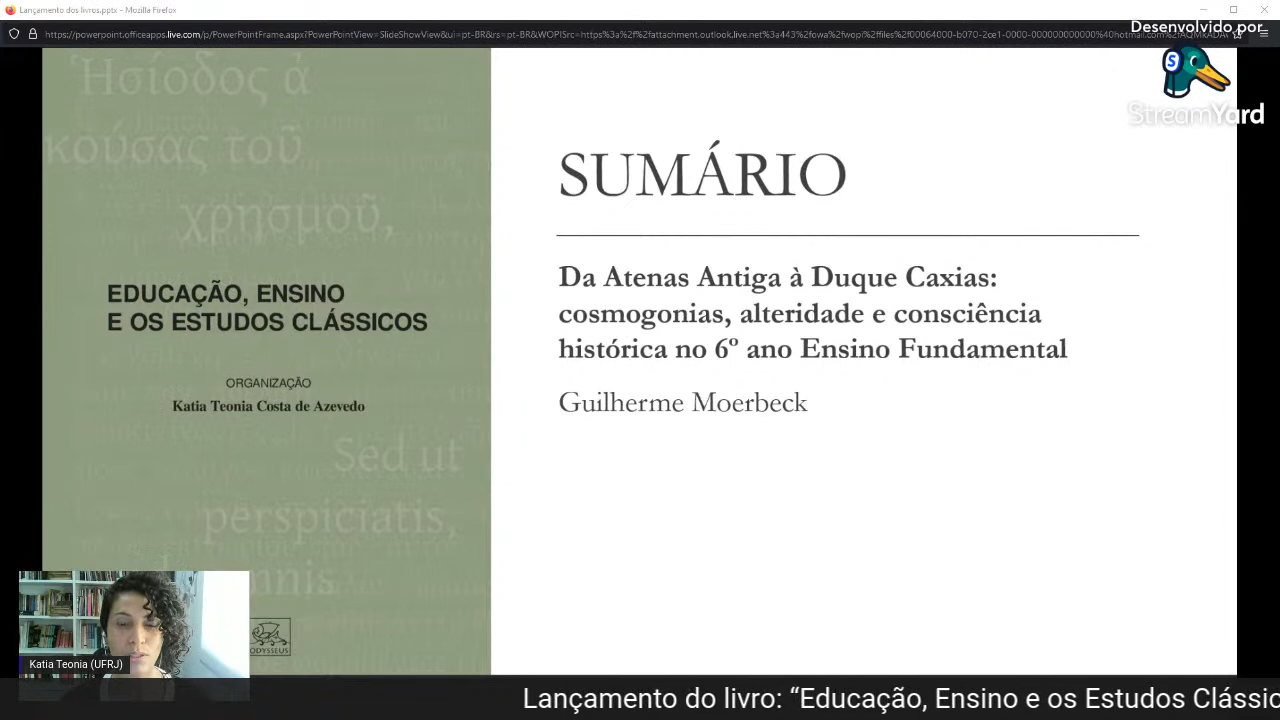 Lançamento dos livros.pptx - Mozilla Firefox
Desenvolvido por
StreamYard
Ἡσίοδος ἀ
κούσας τοῦ
χρησμοῦ,
EDUCAÇÃO, ENSINO
E OS ESTUDOS CLÁSSICOS
ORGANIZAÇÃO
Katia Teonia Costa de Azevedo
Sed ut
perspiciatis,
ODYSSEUS
SUMÁRIO
Da Atenas Antiga à Duque Caxias:
cosmogonias, alteridade e consciência
histórica no 6º ano Ensino Fundamental
Guilherme Moerbeck
Katia Teonia (UFRJ)
Lançamento do livro: “Educação, Ensino e os Estudos Clássic